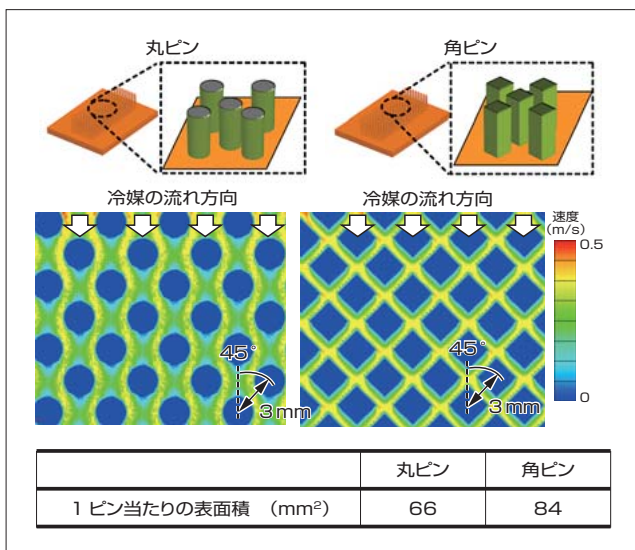 丸ピン
角ピン
冷媒の流れ方向
冷媒の流れ方向
速度
(m/s)
0.5
0
45°
3mm
45°
3mm
丸ピン 角ピン
1ピン当たりの表面積 (mm²) 66 84